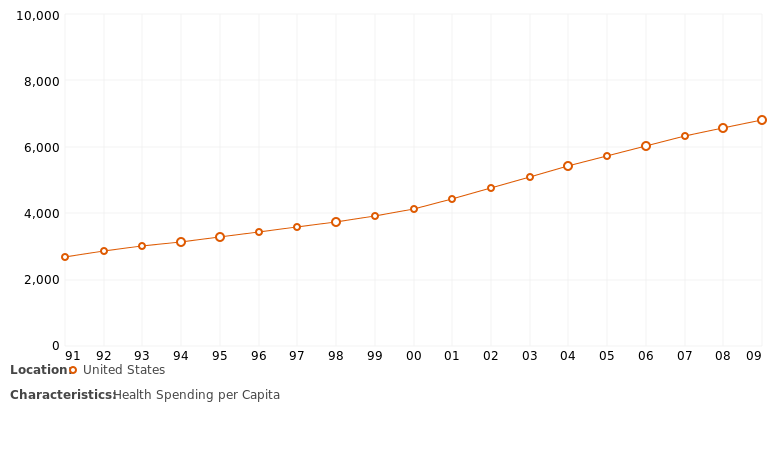 10,000
8,000
6,000
4,000
2,000
0
91 92 93 94 95 96 97 98 99 00 01 02 03 04 05 06 07 08 09
Location: United States
Characteristics: Health Spending per Capita